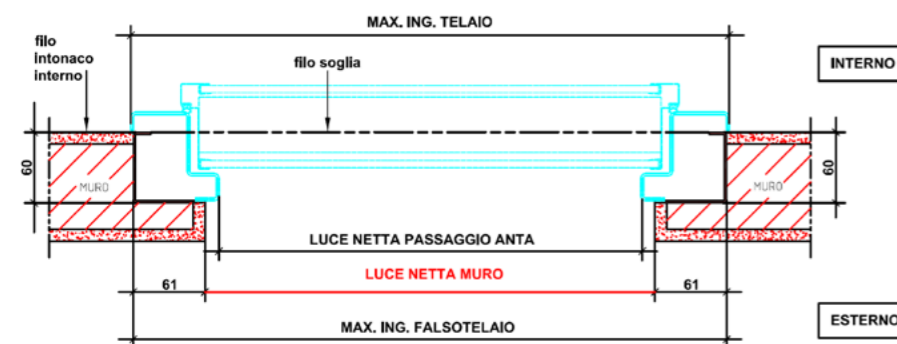 MAX. ING. TELAIO
filo
Intonaco
interno
filo soglia
INTERNO
60
60
MURO
MURO
LUCE NETTA PASSAGGIO ANTA
LUCE NETTA MURO
61
61
MAX. ING. FALSOTELAIO
ESTERNO